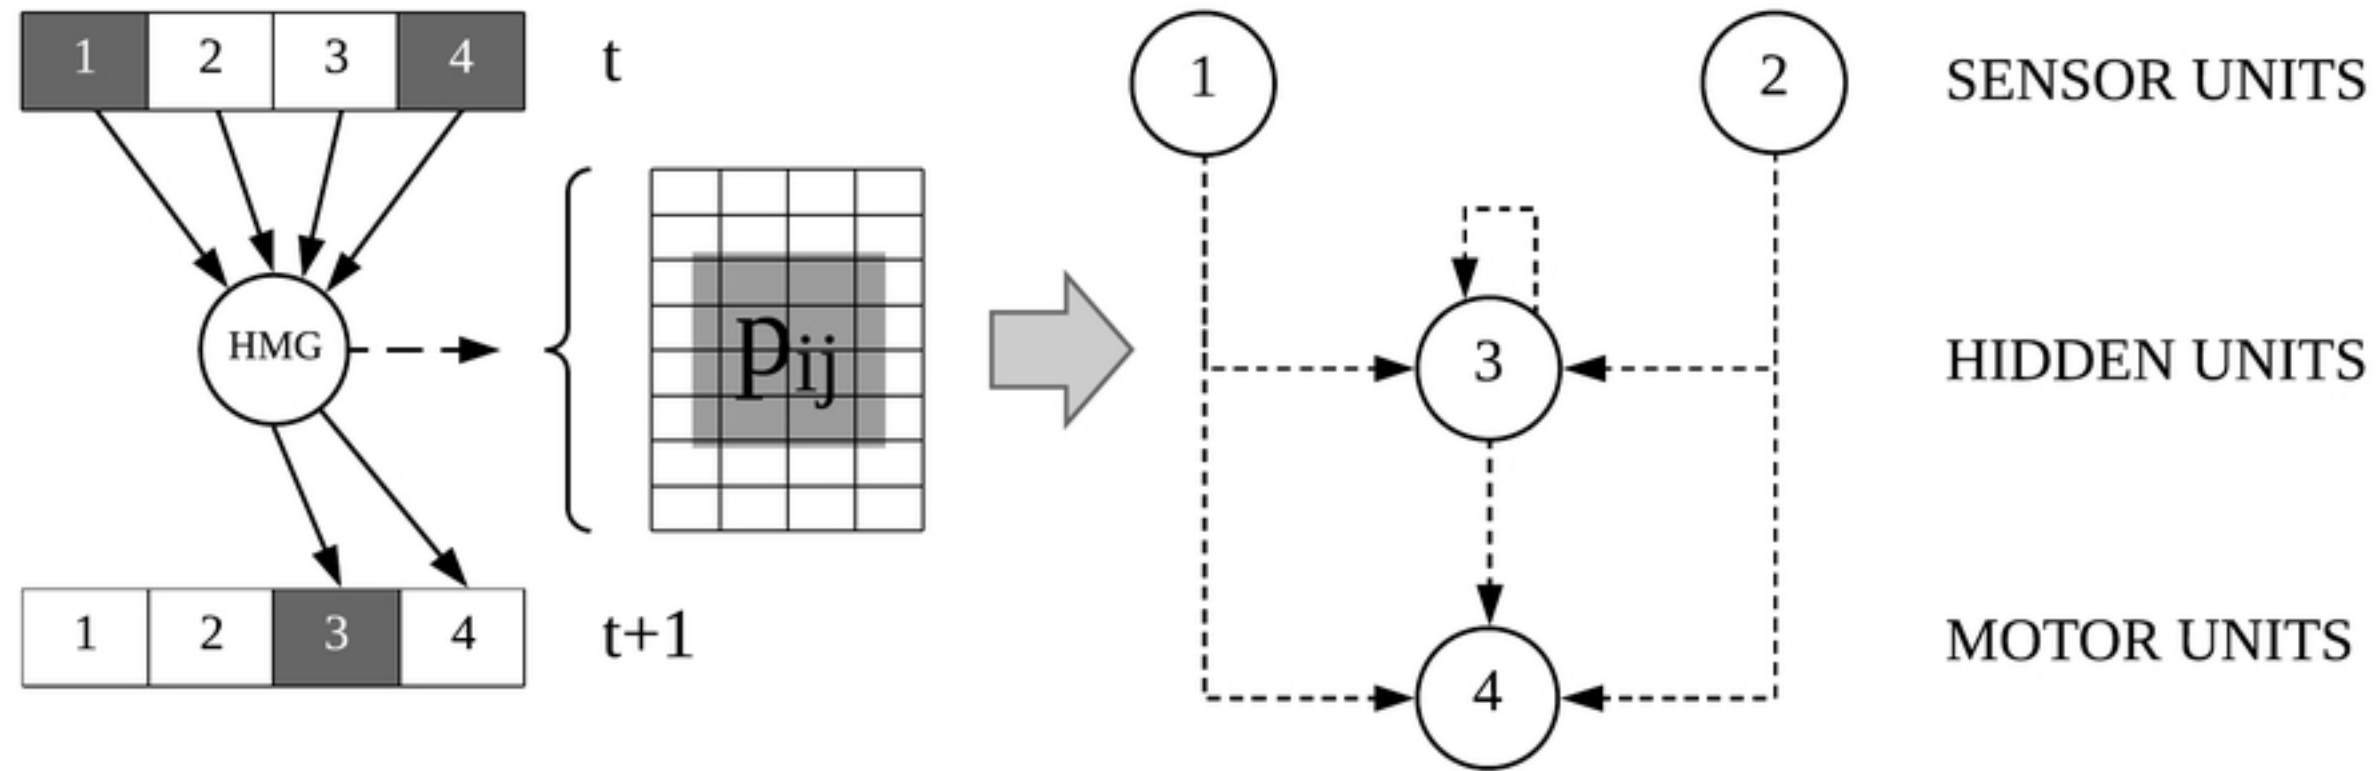 1 2 3 4 t
HMG
p_ij
1 2 3 4 t+1
1 2 SENSOR UNITS
3 HIDDEN UNITS
4 MOTOR UNITS